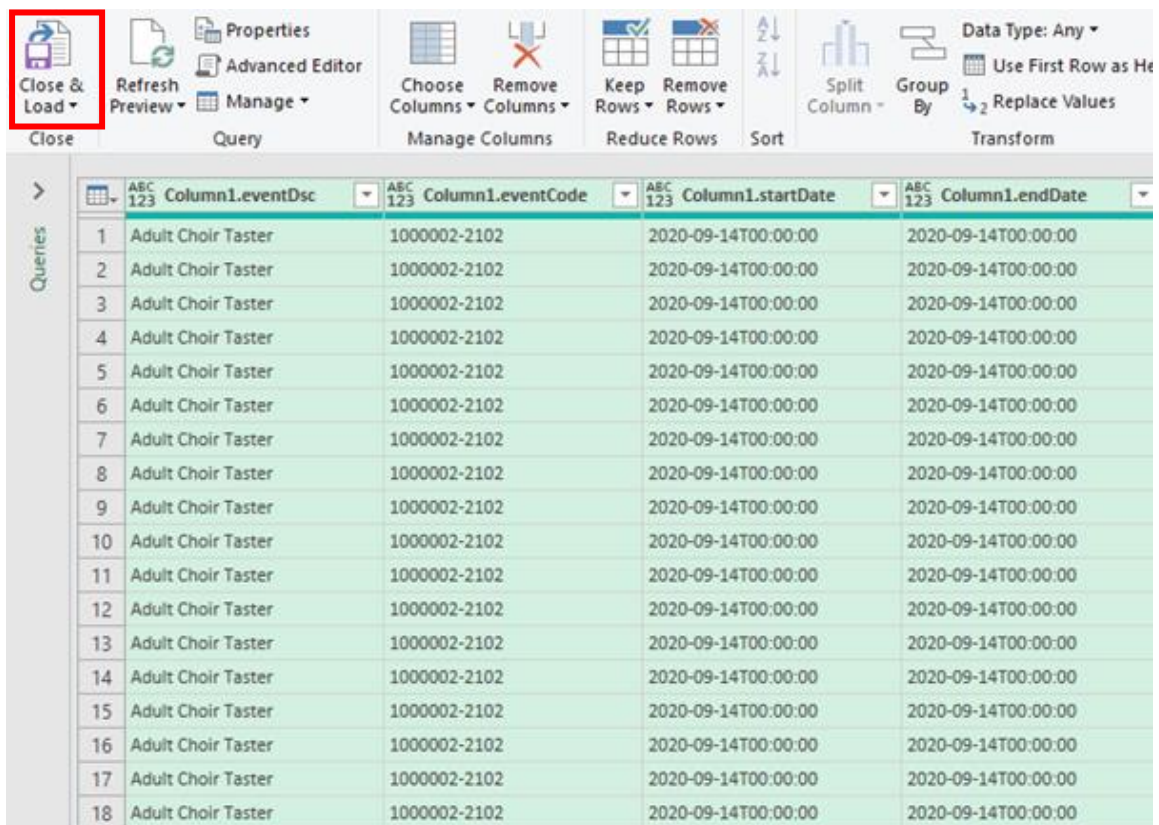 Close & Load
Refresh Preview
Properties
Advanced Editor
Manage
Choose Columns
Remove Columns
Keep Rows
Remove Rows
Split Column
Group By
Data Type: Any
Use First Row as He
1 2 Replace Values
Close
Query
Manage Columns
Reduce Rows
Sort
Transform
Queries
ABC 123 Column1.eventDsc ABC 123 Column1.eventCode ABC 123 Column1.startDate ABC 123 Column1.endDate
1 Adult Choir Taster 1000002-2102 2020-09-14T00:00:00 2020-09-14T00:00:00
2 Adult Choir Taster 1000002-2102 2020-09-14T00:00:00 2020-09-14T00:00:00
3 Adult Choir Taster 1000002-2102 2020-09-14T00:00:00 2020-09-14T00:00:00
4 Adult Choir Taster 1000002-2102 2020-09-14T00:00:00 2020-09-14T00:00:00
5 Adult Choir Taster 1000002-2102 2020-09-14T00:00:00 2020-09-14T00:00:00
6 Adult Choir Taster 1000002-2102 2020-09-14T00:00:00 2020-09-14T00:00:00
7 Adult Choir Taster 1000002-2102 2020-09-14T00:00:00 2020-09-14T00:00:00
8 Adult Choir Taster 1000002-2102 2020-09-14T00:00:00 2020-09-14T00:00:00
9 Adult Choir Taster 1000002-2102 2020-09-14T00:00:00 2020-09-14T00:00:00
10 Adult Choir Taster 1000002-2102 2020-09-14T00:00:00 2020-09-14T00:00:00
11 Adult Choir Taster 1000002-2102 2020-09-14T00:00:00 2020-09-14T00:00:00
12 Adult Choir Taster 1000002-2102 2020-09-14T00:00:00 2020-09-14T00:00:00
13 Adult Choir Taster 1000002-2102 2020-09-14T00:00:00 2020-09-14T00:00:00
14 Adult Choir Taster 1000002-2102 2020-09-14T00:00:00 2020-09-14T00:00:00
15 Adult Choir Taster 1000002-2102 2020-09-14T00:00:00 2020-09-14T00:00:00
16 Adult Choir Taster 1000002-2102 2020-09-14T00:00:00 2020-09-14T00:00:00
17 Adult Choir Taster 1000002-2102 2020-09-14T00:00:00 2020-09-14T00:00:00
18 Adult Choir Taster 1000002-2102 2020-09-14T00:00:00 2020-09-14T00:00:00